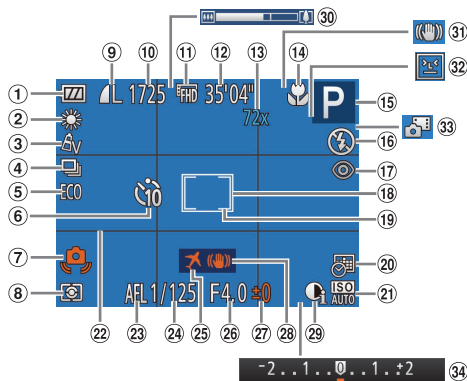 ⑨ ⑩ ⑪ ⑫ ⑬ ⑭ ㉚ ㉛
① L 1725 FHD 35'04" P ⑮ ㉜
② 72x ㉝
③ Av ⑯
④ ⑰
⑤ ECO ⑱
⑥ 10 ⑲
⑦ ⑳
⑧ ISO AUTO ㉑
AFL 1/125 F4.0 ±0 i
㉒ ㉓ ㉔ ㉕ ㉖ ㉗ ㉘ ㉙
-2..1..0..1..+2 ㉞